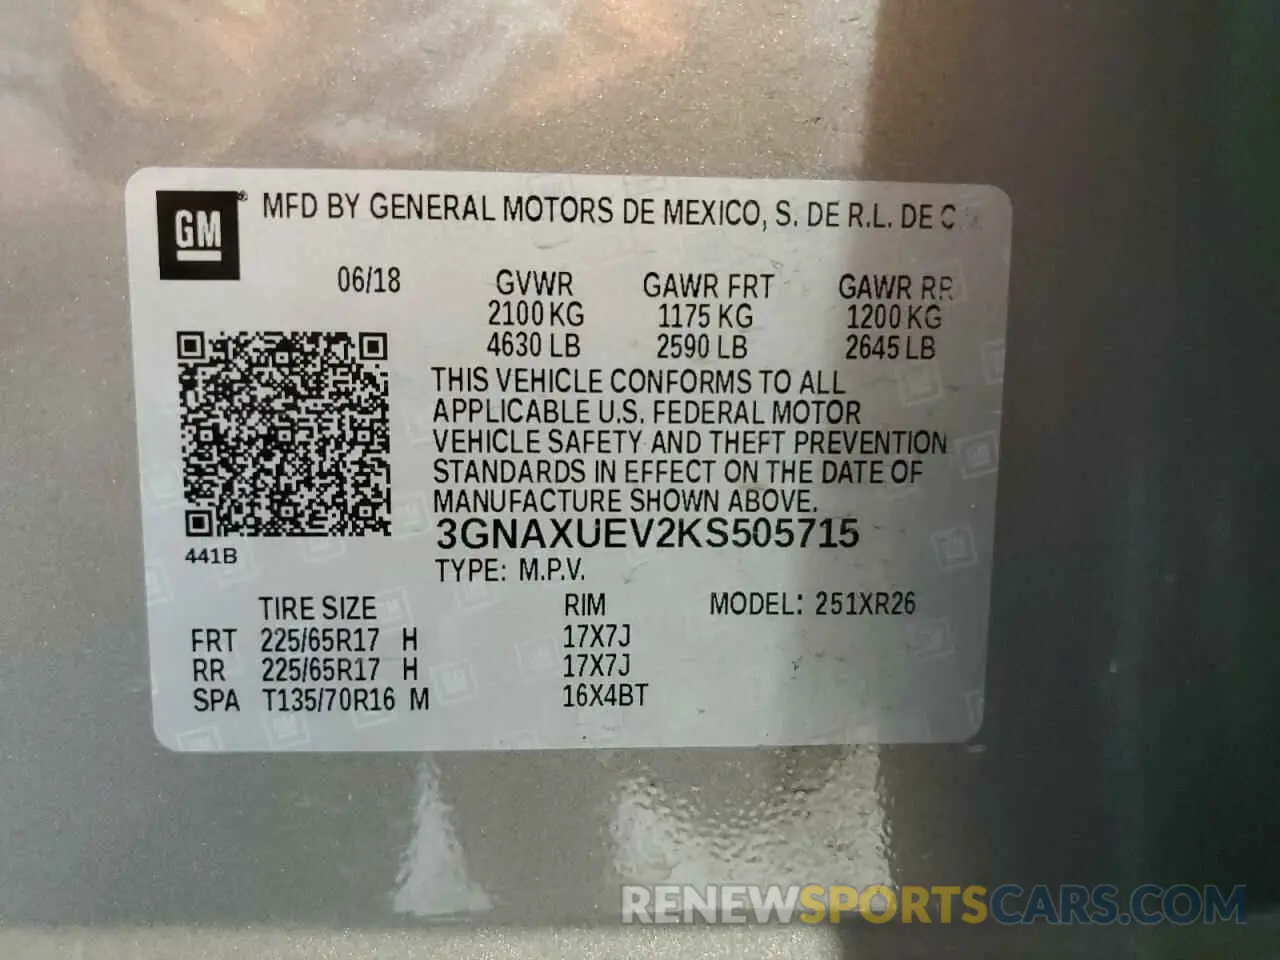 GM ® MFD BY GENERAL MOTORS DE MEXICO, S. DE R.L. DE C
06/18 GVWR GAWR FRT GAWR RR
2100 KG 1175 KG 1200 KG
4630 LB 2590 LB 2645 LB
THIS VEHICLE CONFORMS TO ALL
APPLICABLE U.S. FEDERAL MOTOR
VEHICLE SAFETY AND THEFT PREVENTION
STANDARDS IN EFFECT ON THE DATE OF
MANUFACTURE SHOWN ABOVE.
3GNAXUEV2KS505715
441B
TYPE: M.P.V.
TIRE SIZE RIM MODEL: 251XR26
FRT 225/65R17 H 17X7J
RR 225/65R17 H 17X7J
SPA T135/70R16 M 16X4BT
RENEWSPORTSCARS.COM